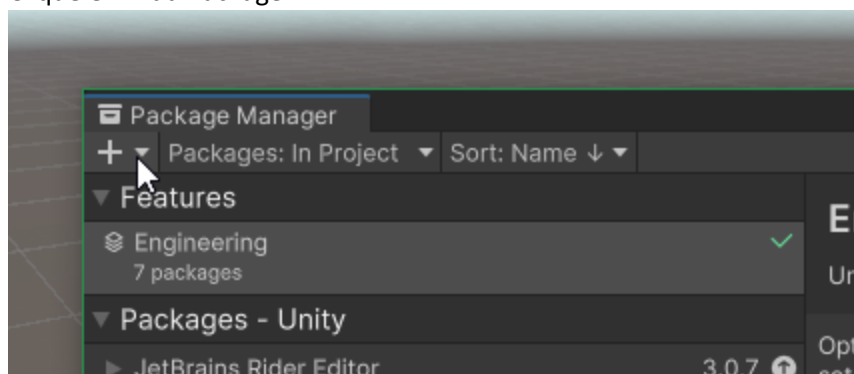 Package Manager
+ Packages: In Project Sort: Name ↓
Features
Engineering
7 packages
Packages - Unity
JetBrains Rider Editor 3.0.7